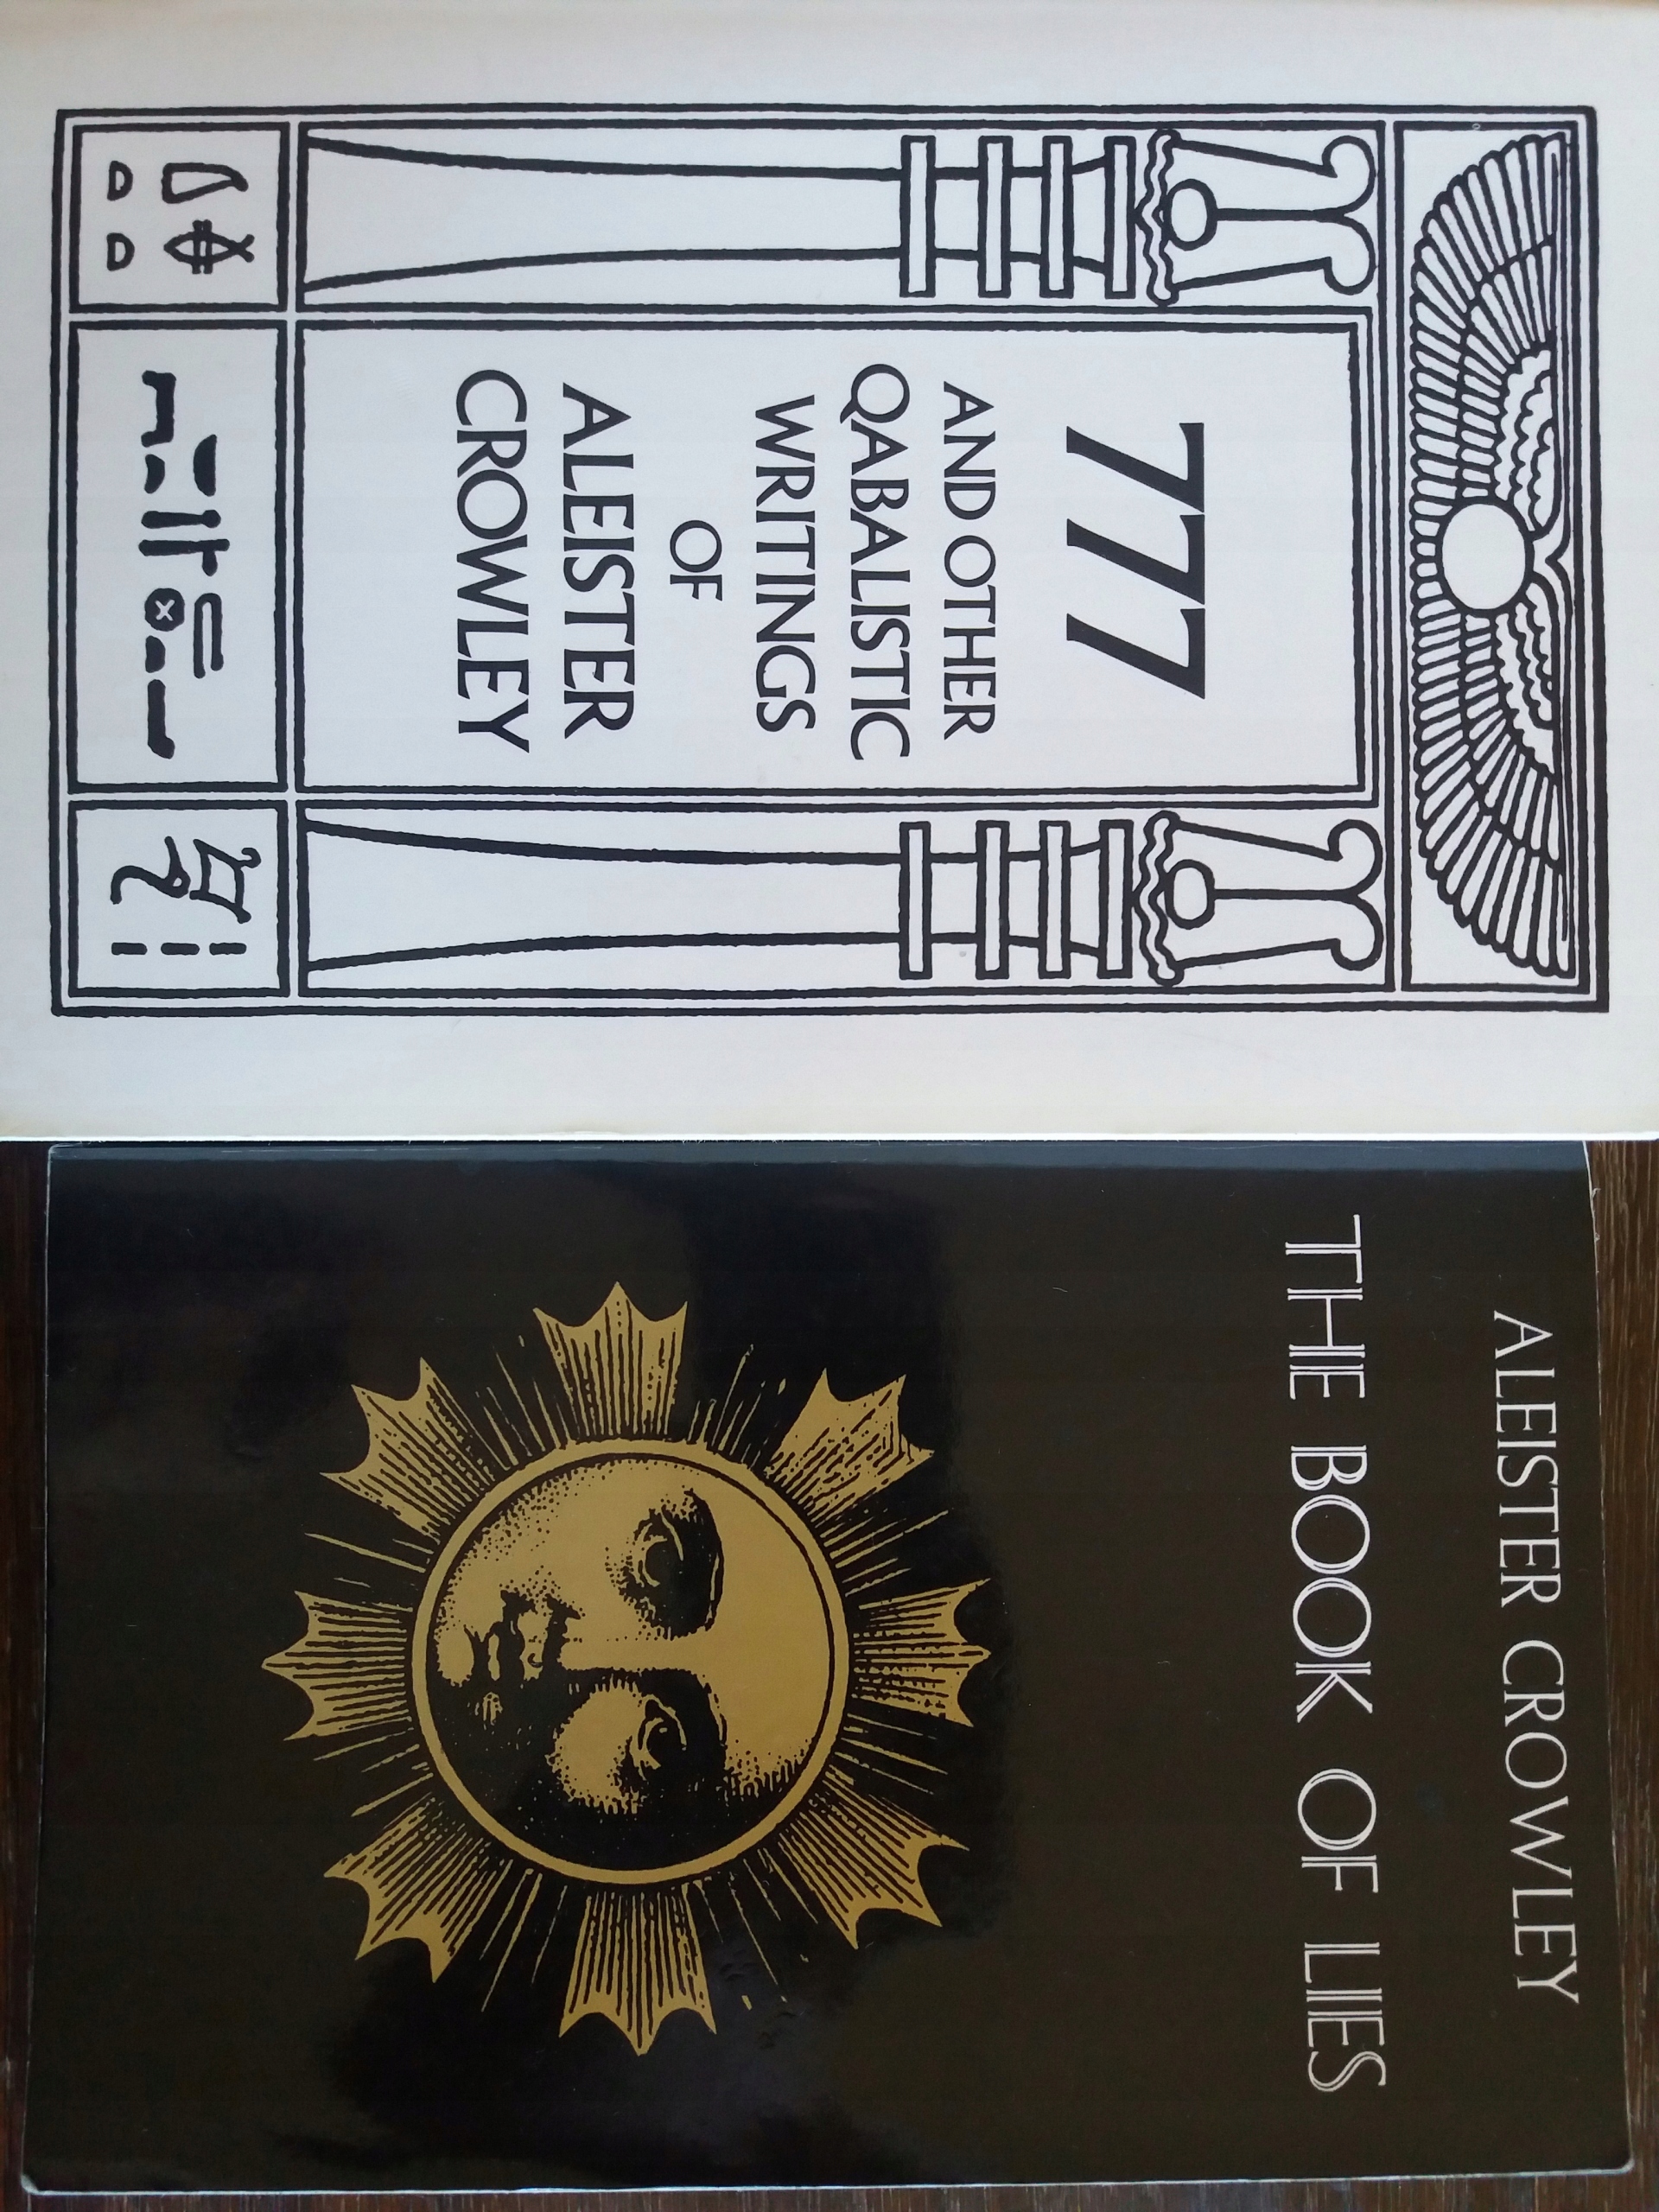 777
AND OTHER
QABALISTIC
WRITINGS
OF
ALEISTER
CROWLEY
ALEISTER CROWLEY
THE BOOK OF LIES